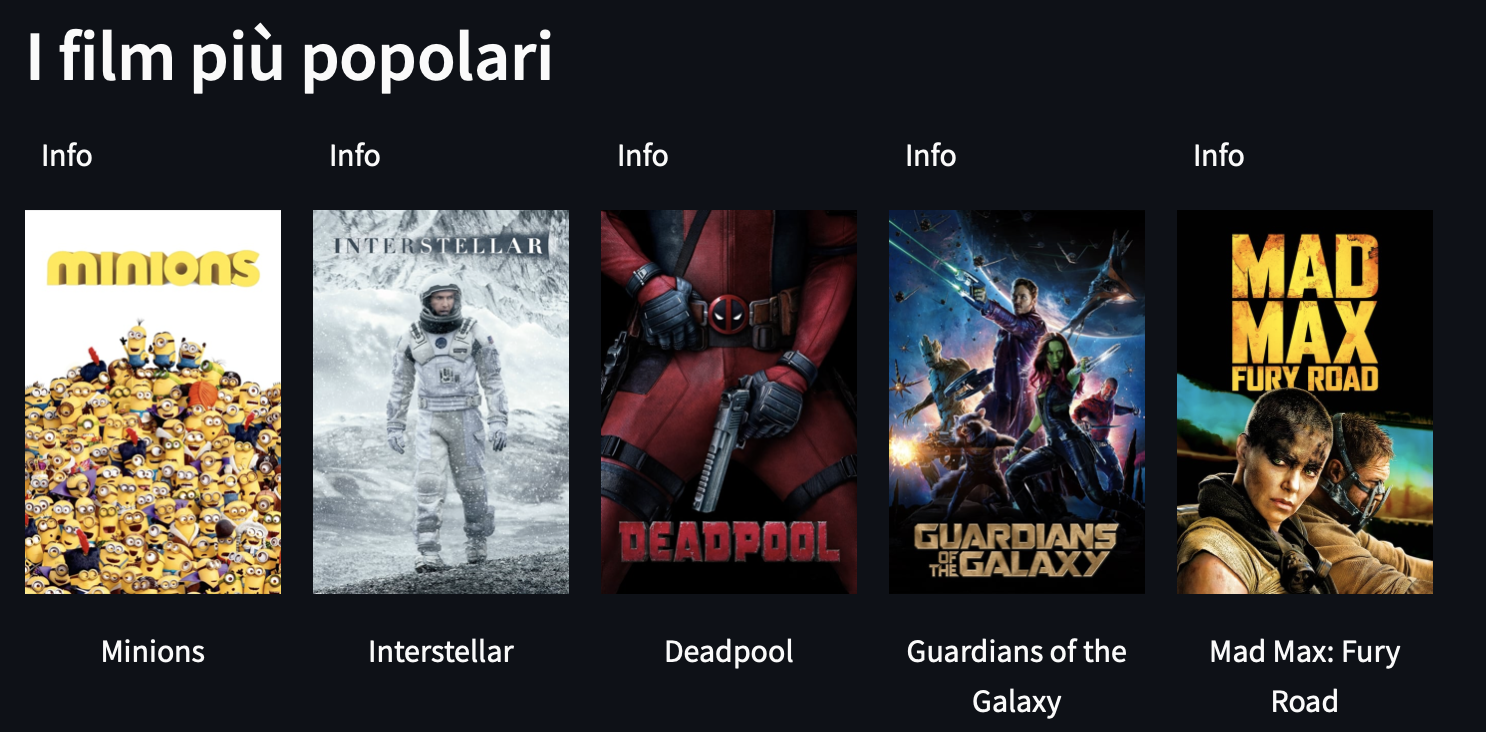 I film più popolari
Info Info Info Info Info
minions
INTERSTELLAR
DEADPOOL
GUARDIANS
OF THE GALAXY
MAD
MAX
FURY ROAD
Minions Interstellar Deadpool Guardians of the Mad Max: Fury
Galaxy Road